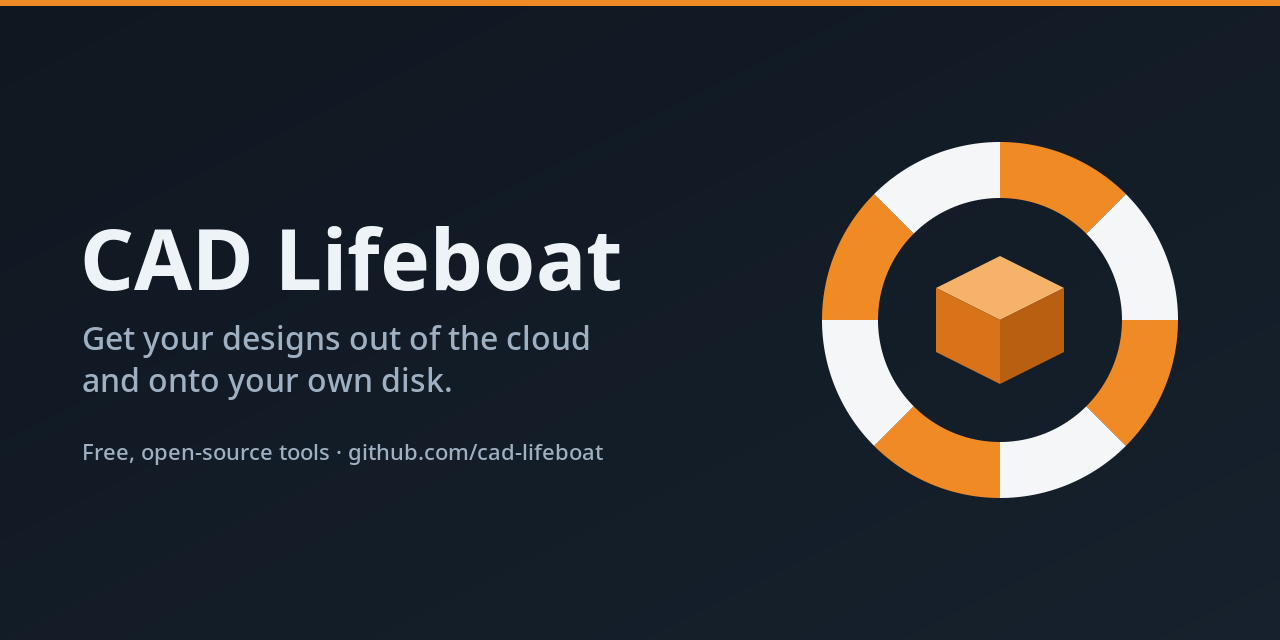 CAD Lifeboat
Get your designs out of the cloud
and onto your own disk.
Free, open-source tools · github.com/cad-lifeboat